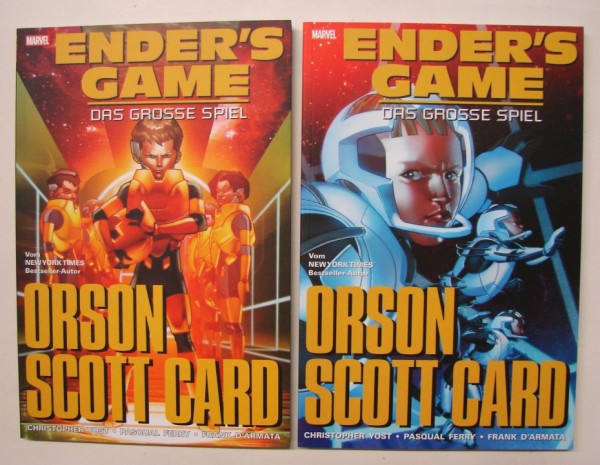 MARVEL
ENDER'S
GAME
DAS GROSSE SPIEL
Vom
NEW YORK TIMES
Bestseller-Autor
ORSON
SCOTT CARD
CHRISTOPHER YOST • PASQUAL FERRY • FRANK D'ARMATA
MARVEL
ENDER'S
GAME
DAS GROSSE SPIEL
Vom
NEW YORK TIMES
Bestseller-Autor
ORSON
SCOTT CARD
CHRISTOPHER YOST • PASQUAL FERRY • FRANK D'ARMATA